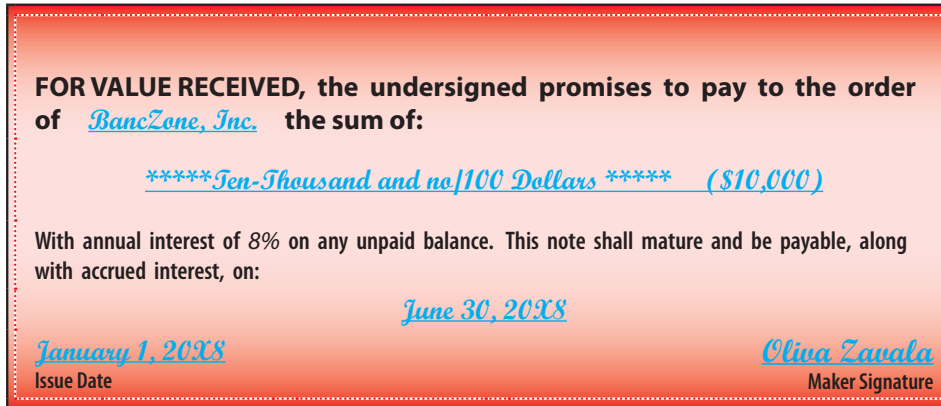 FOR VALUE RECEIVED, the undersigned promises to pay to the order
of BancZone, Inc. the sum of:
*****Ten-Thousand and no/100 Dollars ***** ($10,000)
With annual interest of 8% on any unpaid balance. This note shall mature and be payable, along
with accrued interest, on:
June 30, 20X8
January 1, 20X8 Oliva Zavala
Issue Date Maker Signature